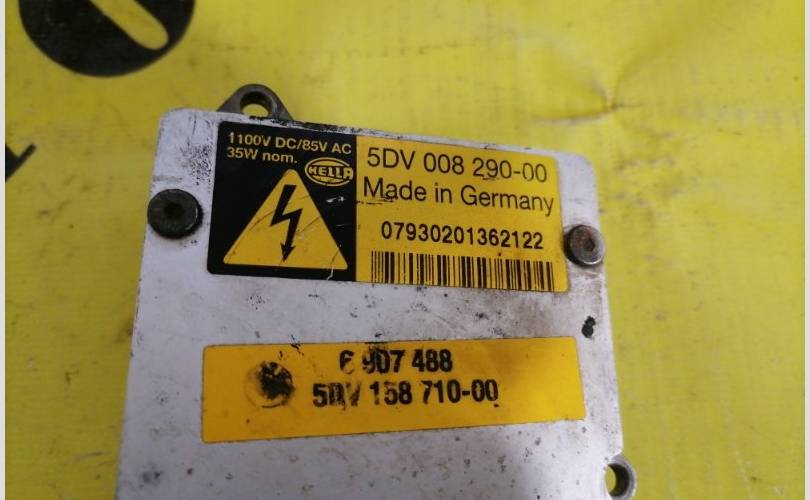 1100V DC/85V AC
35W nom.
HELLA
5DV 008 290-00
Made in Germany
07930201362122
6 907 488
5DV 158 710-00